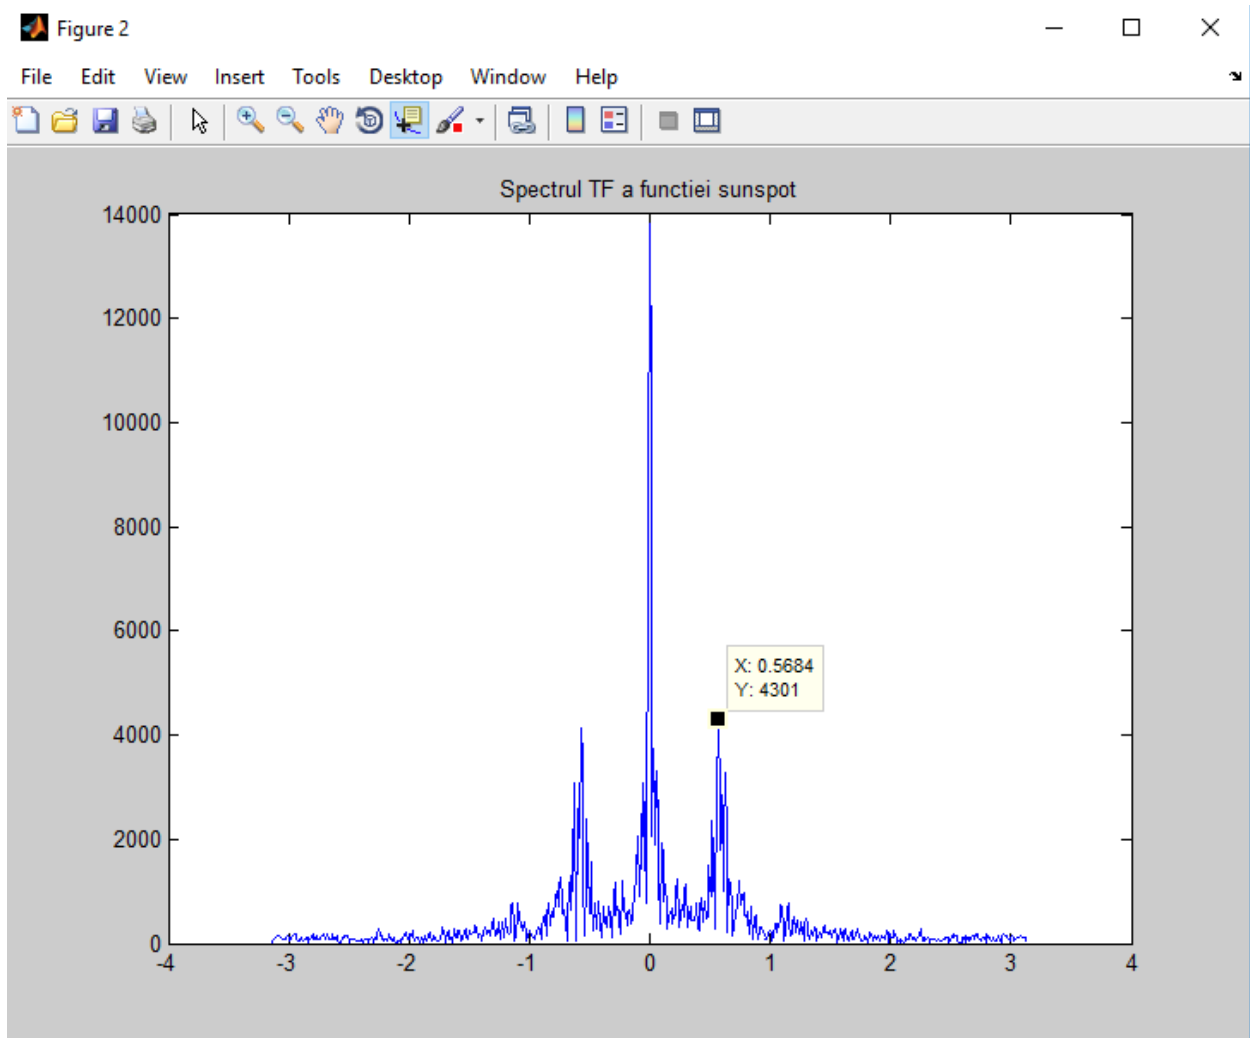 Figure 2
File Edit View Insert Tools Desktop Window Help
Spectrul TF a functiei sunspot
14000
12000
10000
8000
6000
X: 0.5684
Y: 4301
4000
2000
0
-4 -3 -2 -1 0 1 2 3 4